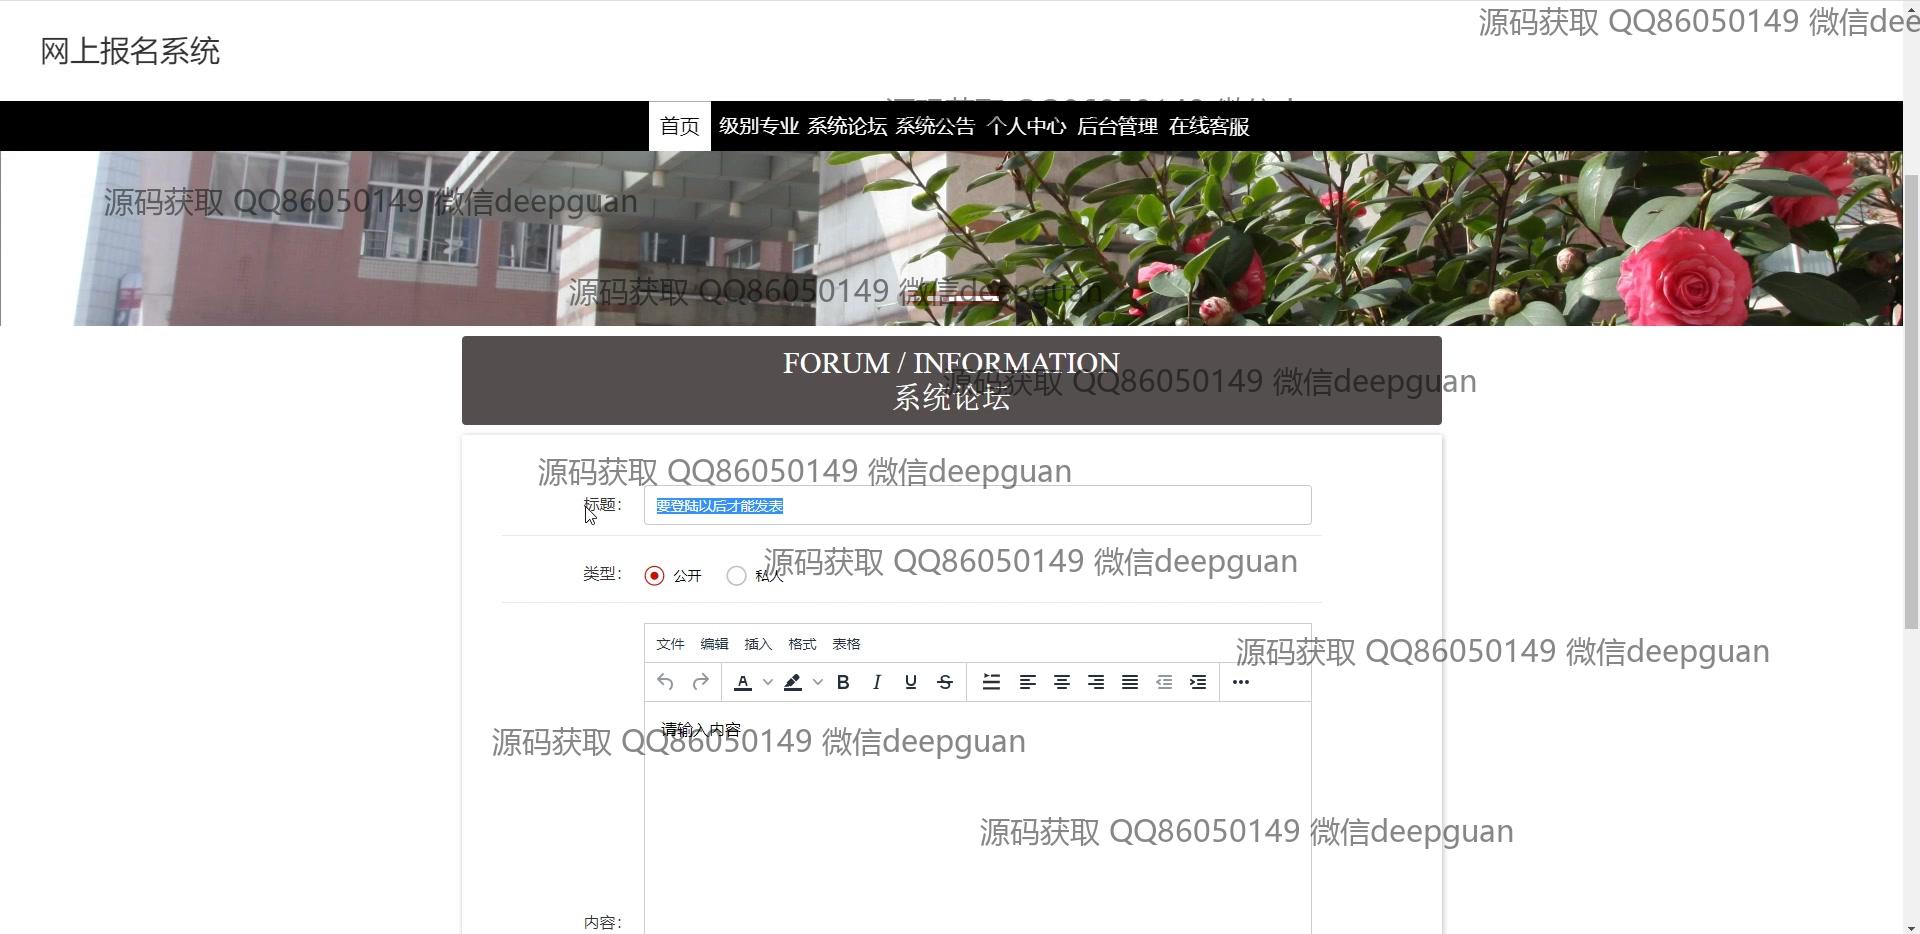 源码获取 QQ86050149 微信dee
网上报名系统
首页 级别专业 系统论坛 系统公告 个人中心 后台管理 在线客服
源码获取 QQ86050149 微信deepguan
源码获取 QQ86050149 微信deepguan
FORUM / INFORMATION
源码获取 QQ86050149 微信deepguan
系统论坛
源码获取 QQ86050149 微信deepguan
标题： 要登陆以后才能发表
源码获取 QQ86050149 微信deepguan
类型： 公开 私人
文件 编辑 插入 格式 表格
源码获取 QQ86050149 微信deepguan
A B I U S
请输入内容
源码获取 QQ86050149 微信deepguan
源码获取 QQ86050149 微信deepguan
内容：